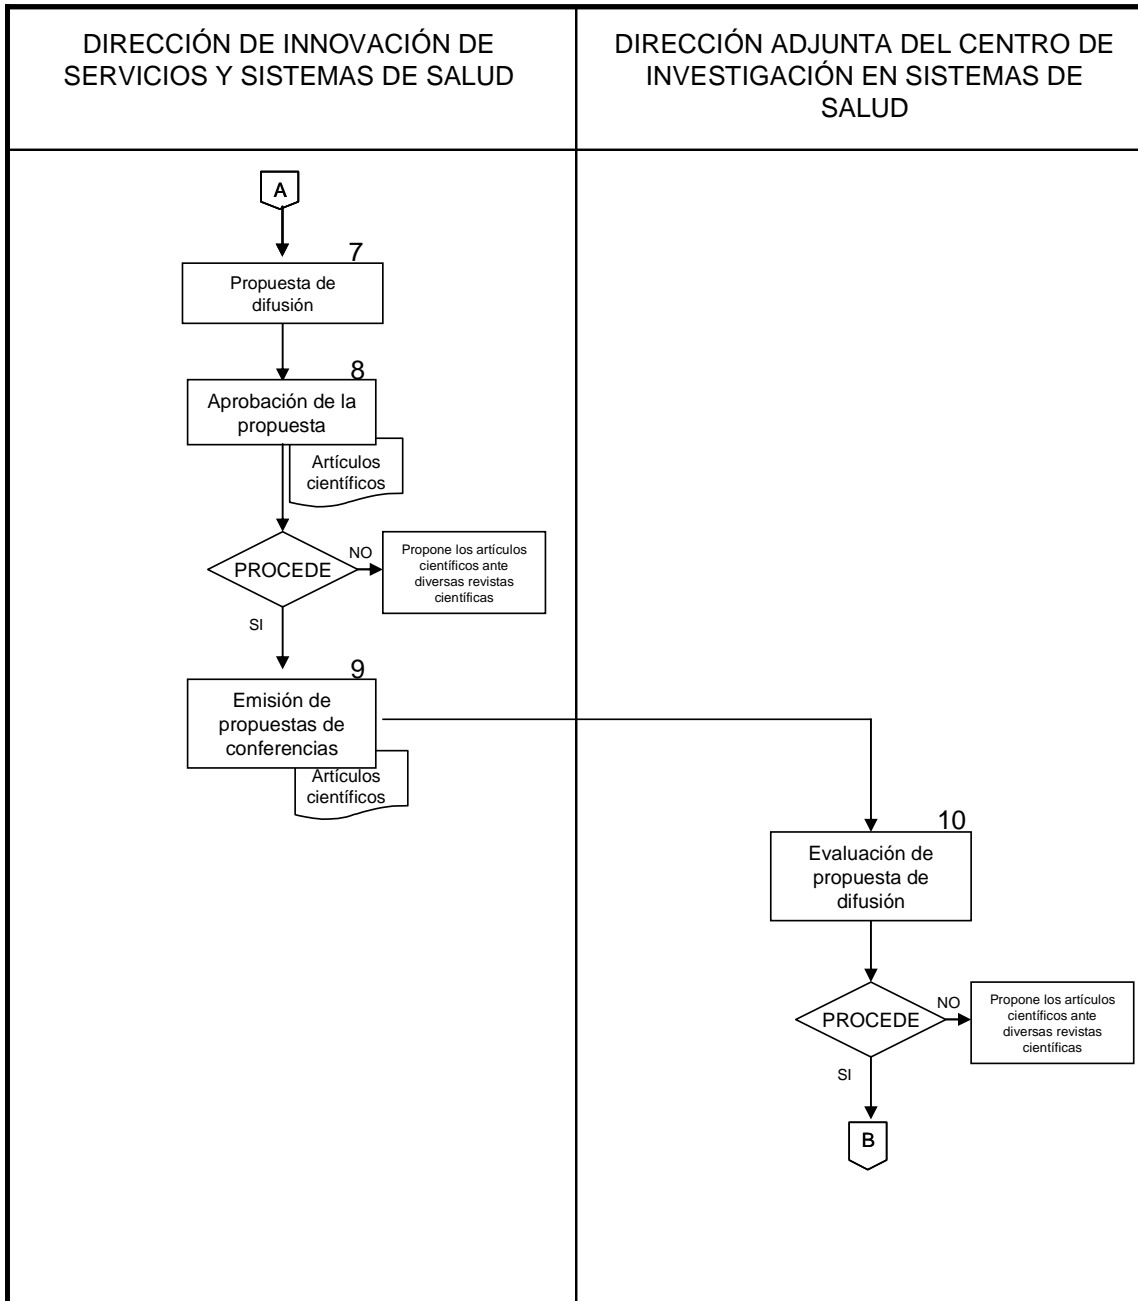 DIRECCIÓN DE INNOVACIÓN DE
SERVICIOS Y SISTEMAS DE SALUD
DIRECCIÓN ADJUNTA DEL CENTRO DE
INVESTIGACIÓN EN SISTEMAS DE
SALUD
A
7
Propuesta de
difusión
8
Aprobación de la
propuesta
Artículos
científicos
PROCEDE
NO
Propone los artículos
científicos ante
diversas revistas
científicas
SI
9
Emisión de
propuestas de
conferencias
Artículos
científicos
10
Evaluación de
propuesta de
difusión
PROCEDE
NO
Propone los artículos
científicos ante
diversas revistas
científicas
SI
B